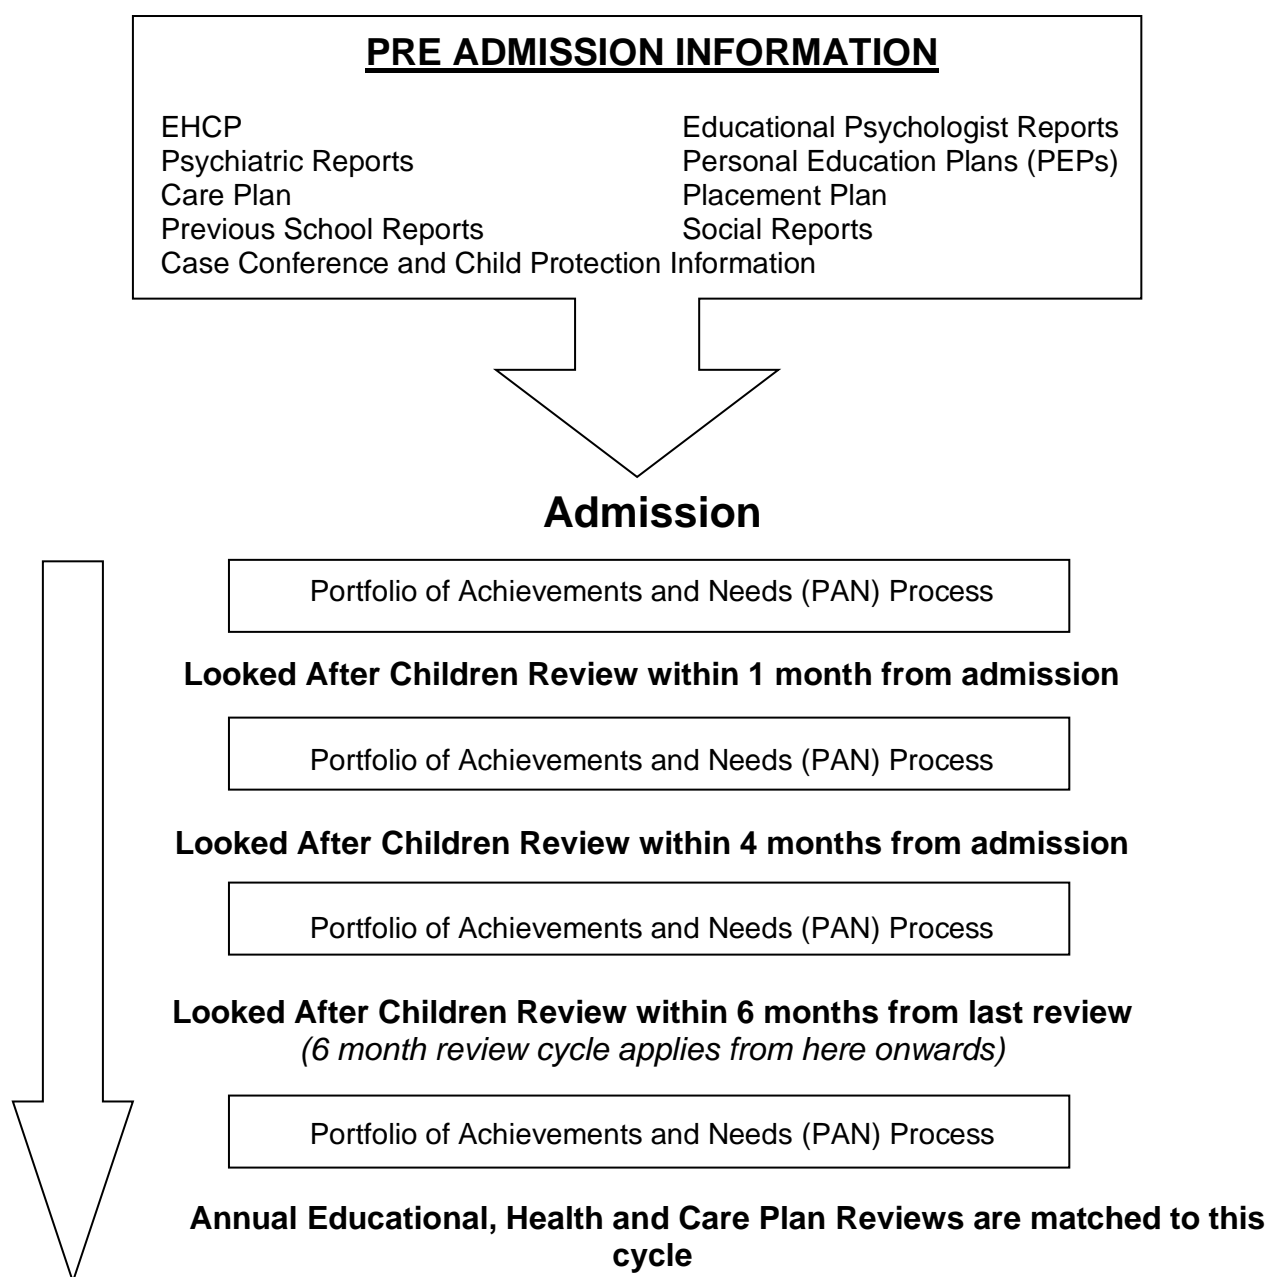 PRE ADMISSION INFORMATION
EHCP Educational Psychologist Reports
Psychiatric Reports Personal Education Plans (PEPs)
Care Plan Placement Plan
Previous School Reports Social Reports
Case Conference and Child Protection Information
Admission
Portfolio of Achievements and Needs (PAN) Process
Looked After Children Review within 1 month from admission
Portfolio of Achievements and Needs (PAN) Process
Looked After Children Review within 4 months from admission
Portfolio of Achievements and Needs (PAN) Process
Looked After Children Review within 6 months from last review
(6 month review cycle applies from here onwards)
Portfolio of Achievements and Needs (PAN) Process
Annual Educational, Health and Care Plan Reviews are matched to this
cycle